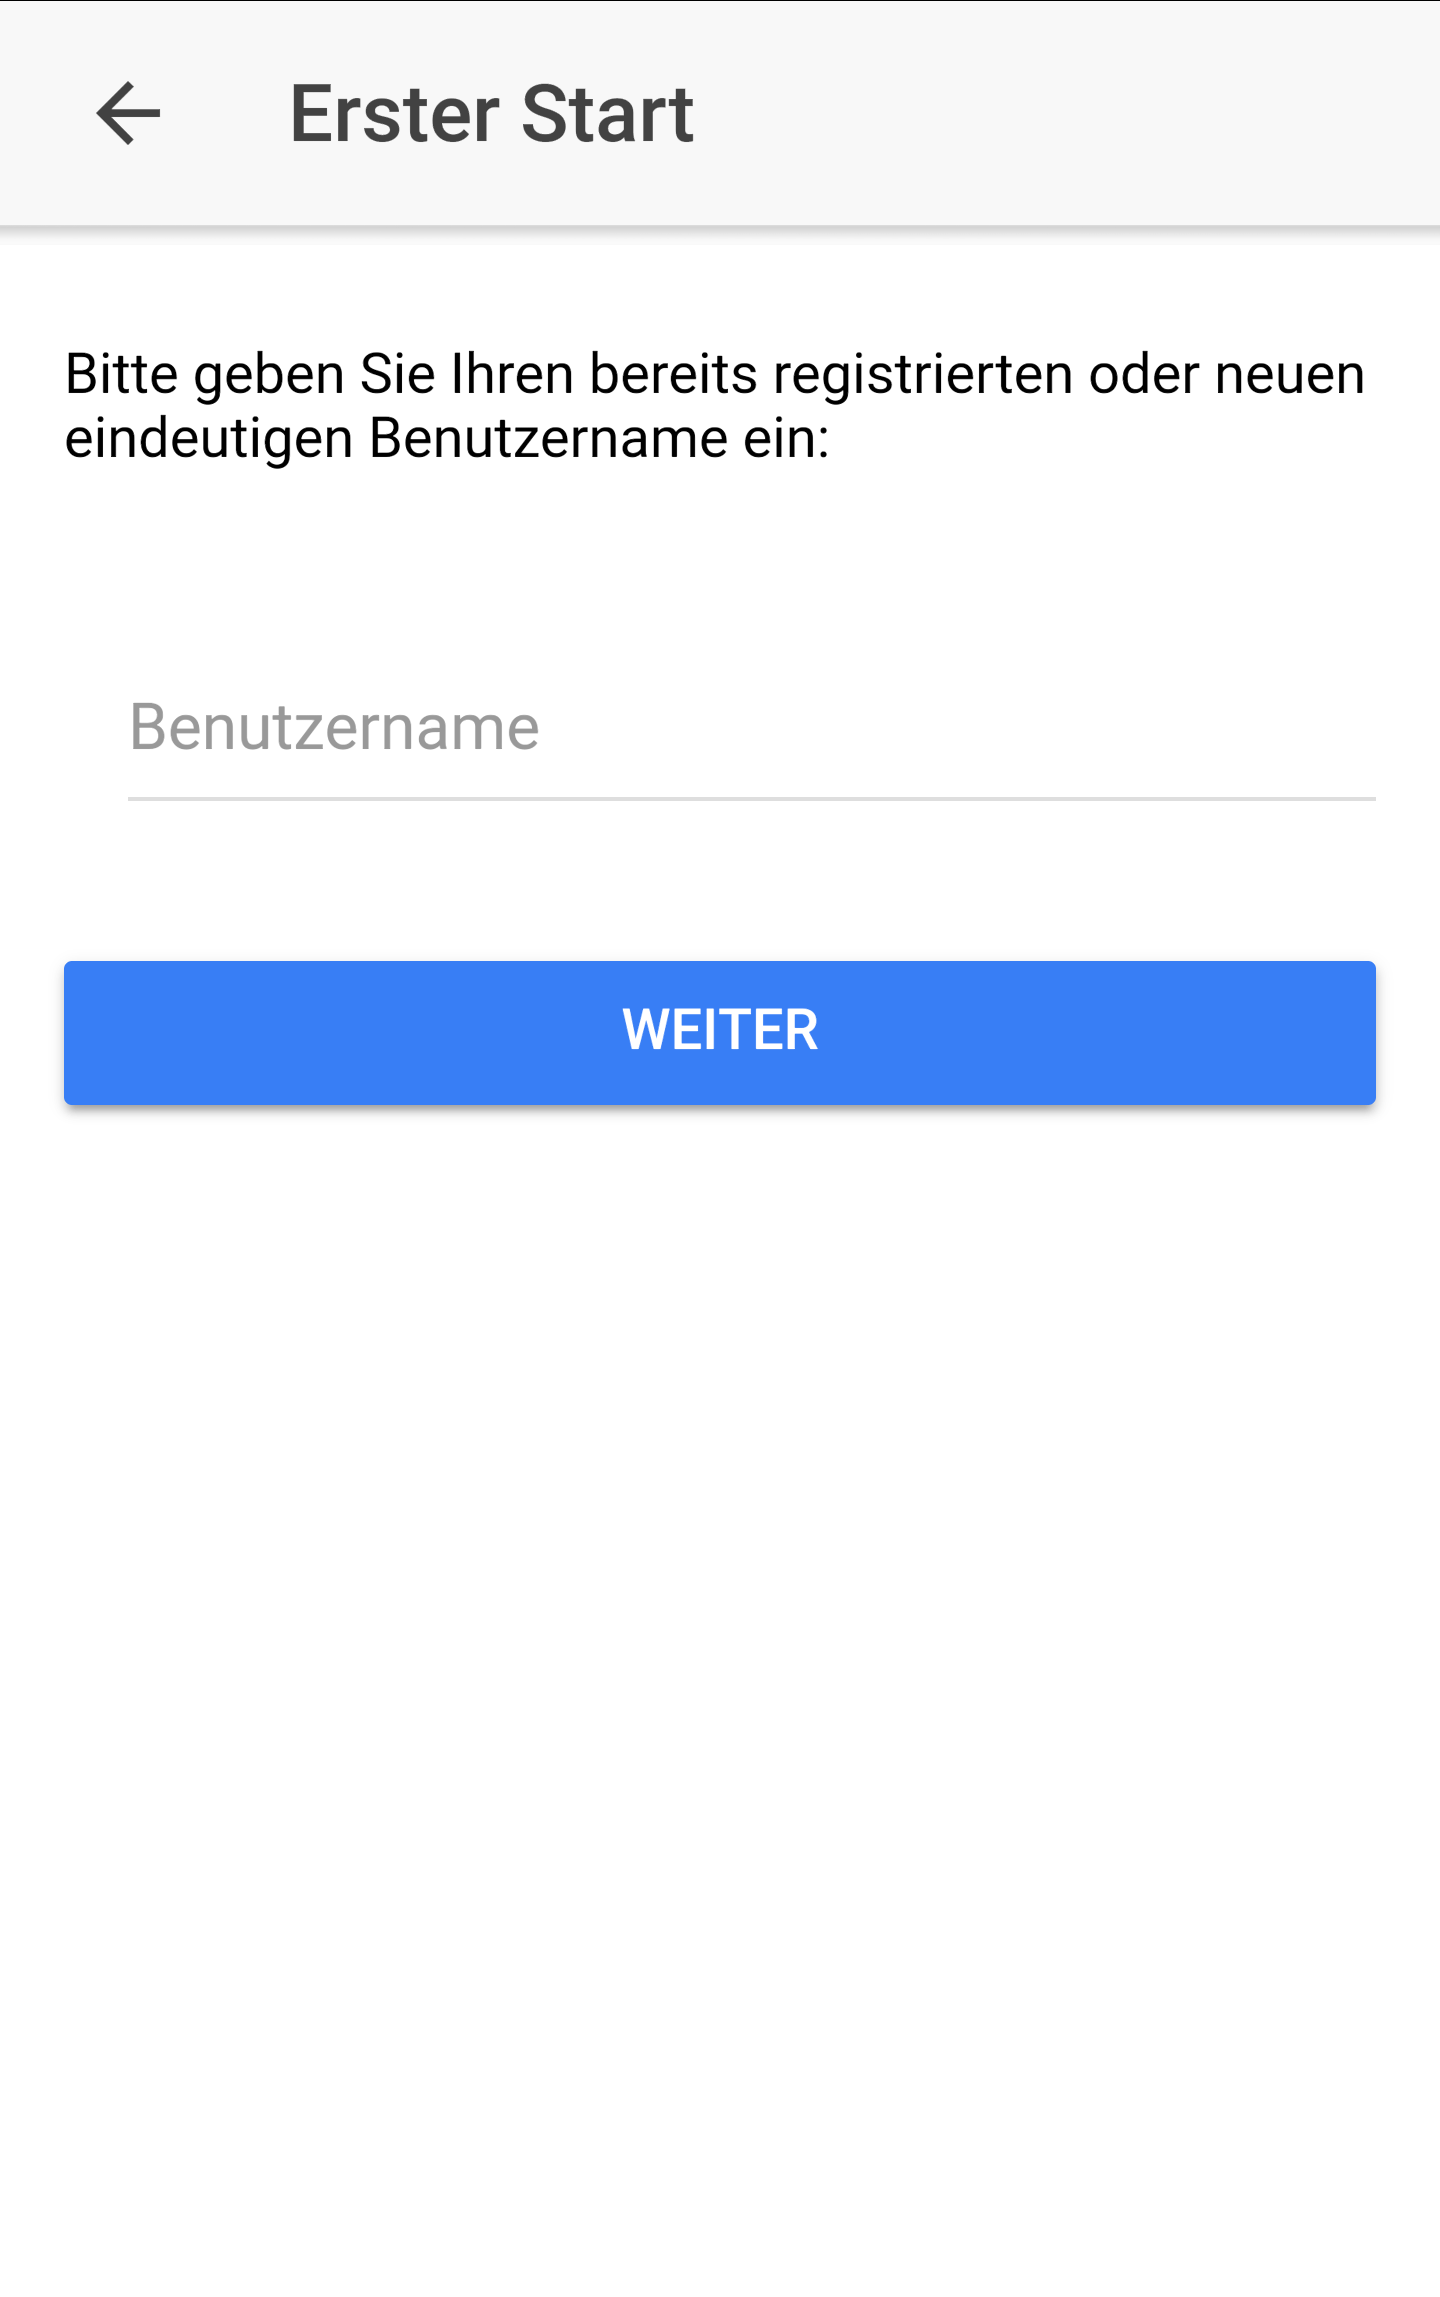 Erster Start
Bitte geben Sie Ihren bereits registrierten oder neuen
eindeutigen Benutzername ein:
Benutzername
WEITER